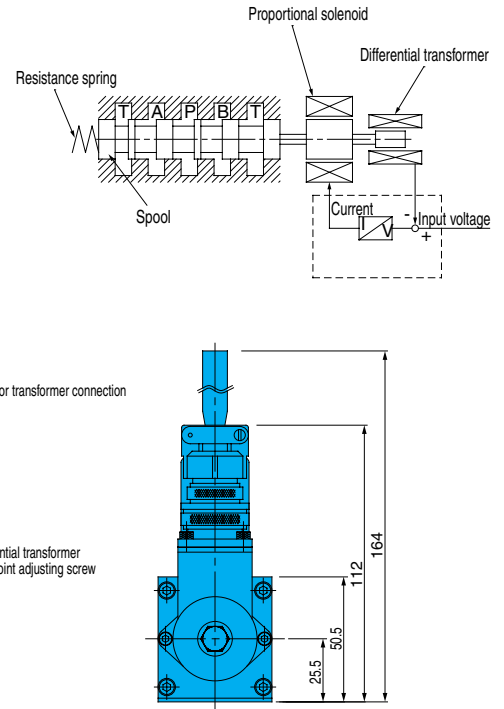 Proportional solenoid
Differential transformer
Resistance spring
T A P B T
Spool
Current
I
V
-
+
Input voltage
or transformer connection
ntial transformer
oint adjusting screw
164
112
50.5
25.5